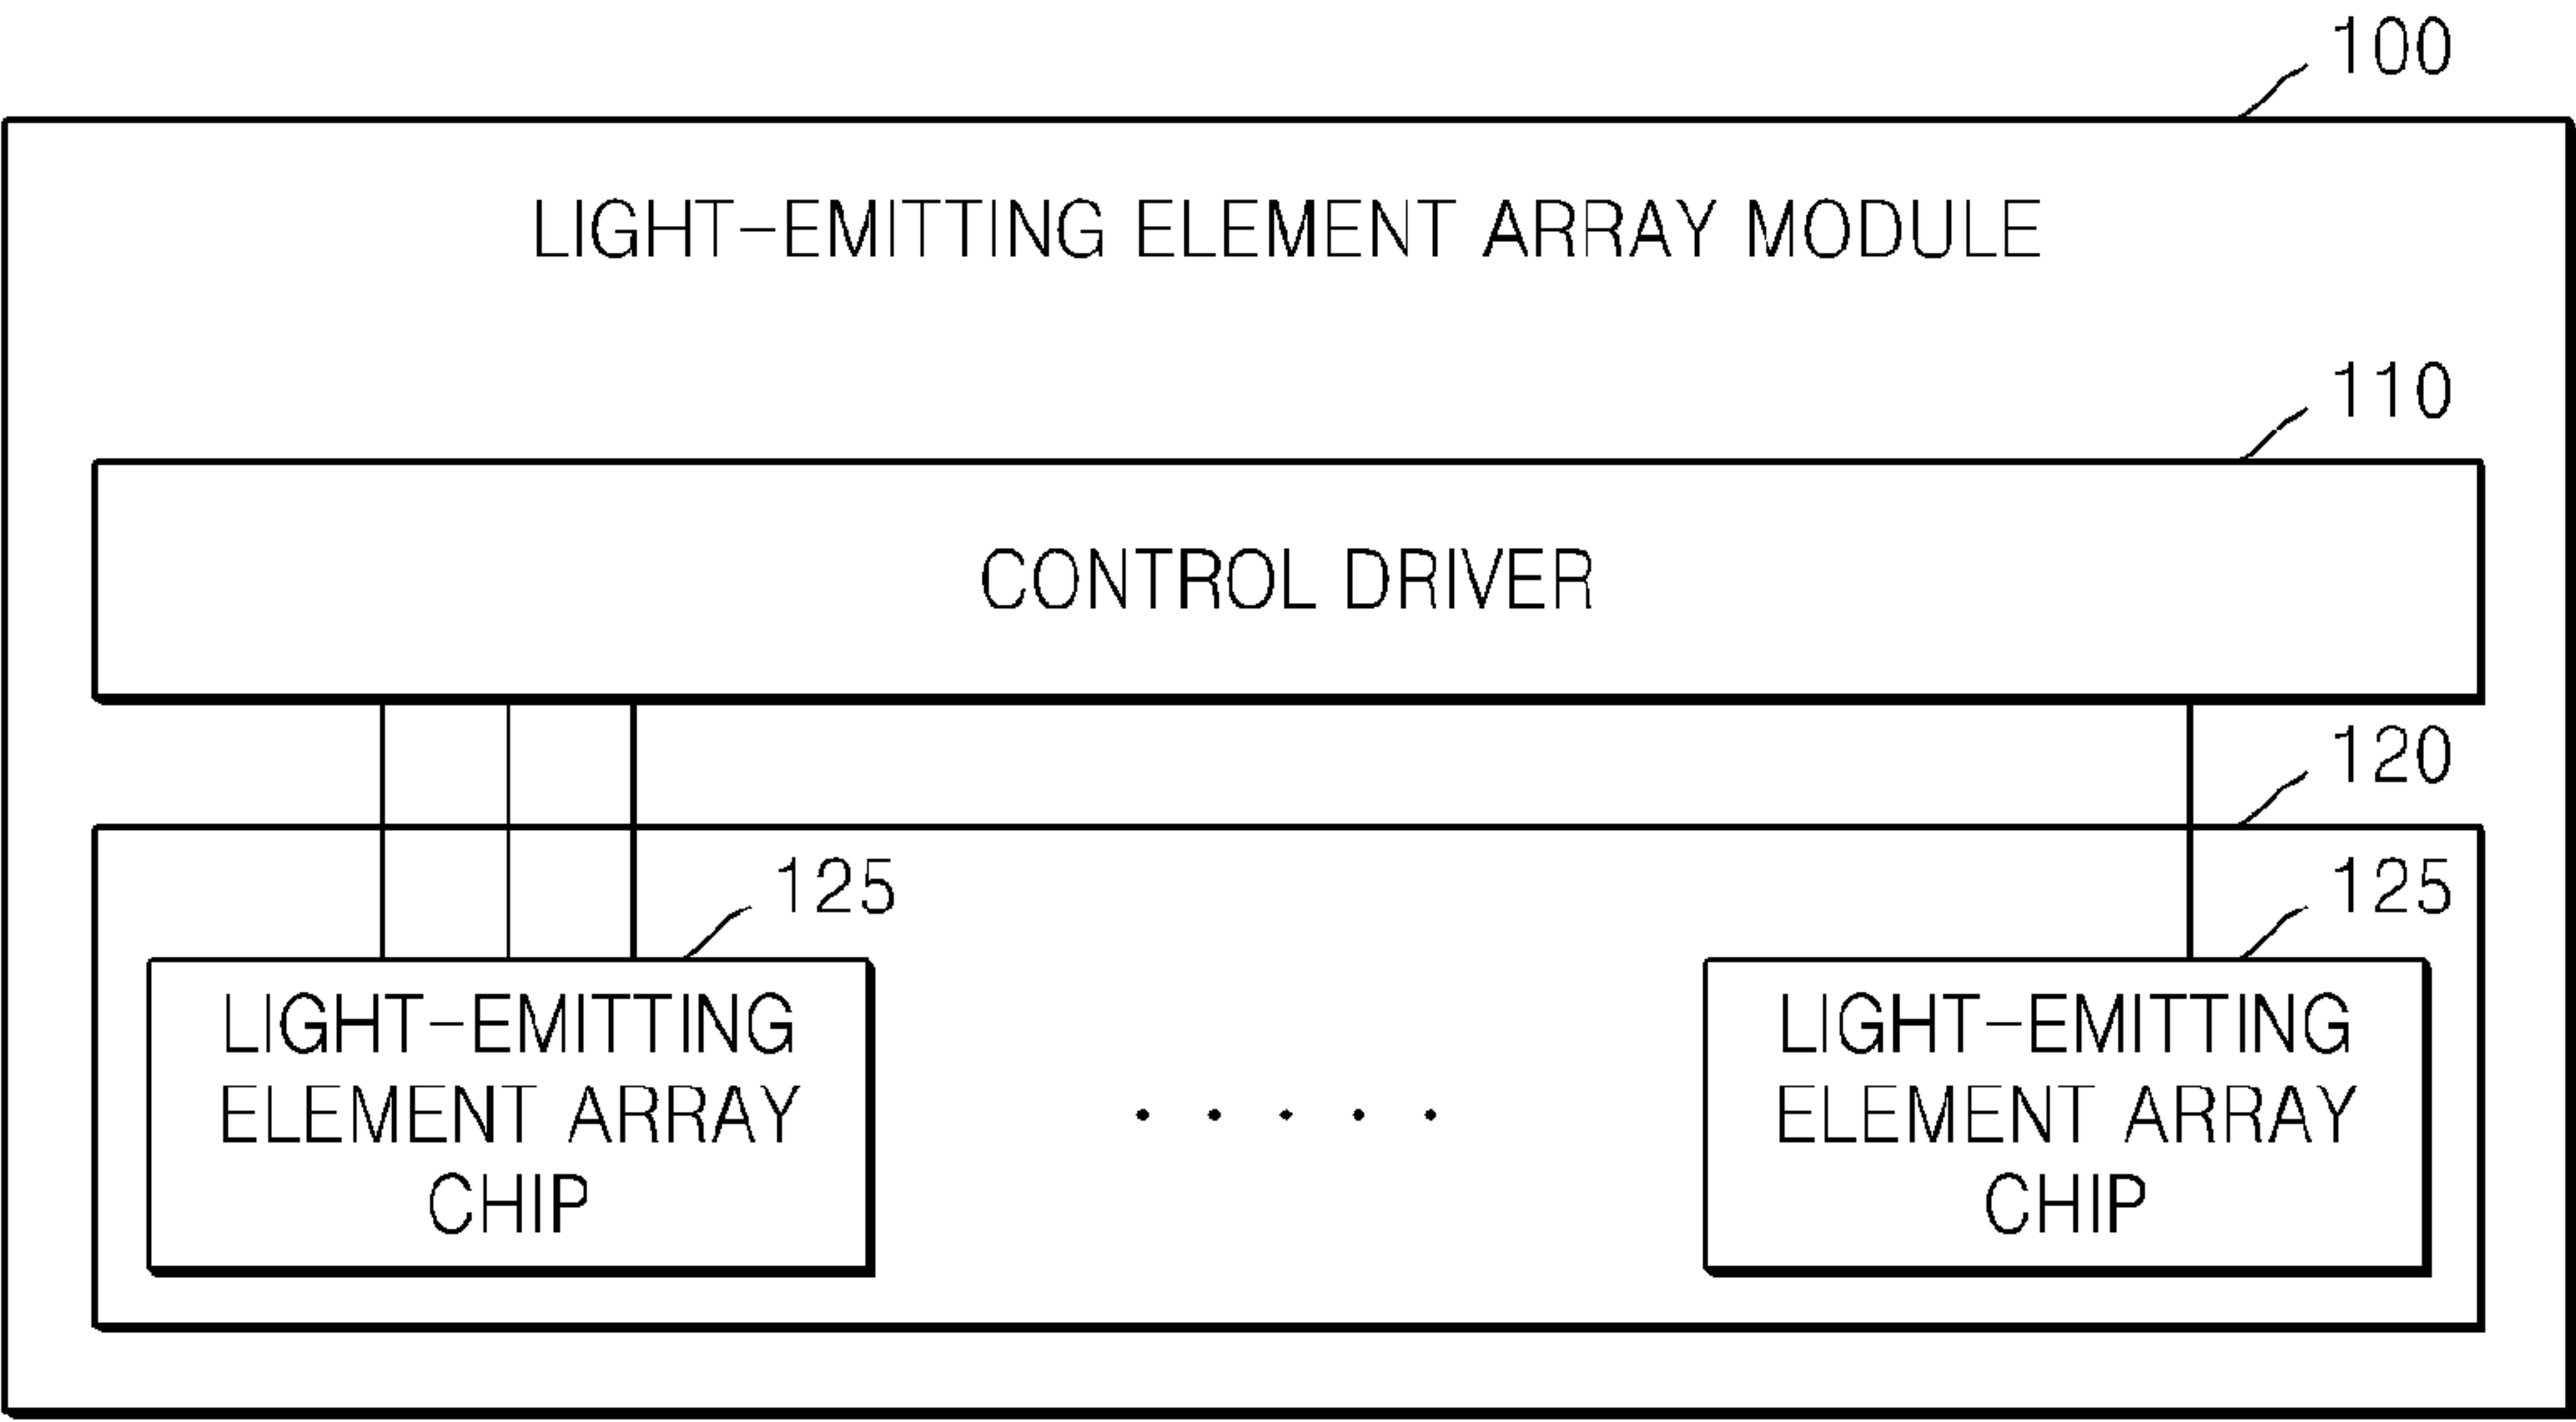 100
LIGHT-EMITTING ELEMENT ARRAY MODULE
110
CONTROL DRIVER
120
125
125
LIGHT-EMITTING
ELEMENT ARRAY
CHIP
LIGHT-EMITTING
ELEMENT ARRAY
CHIP